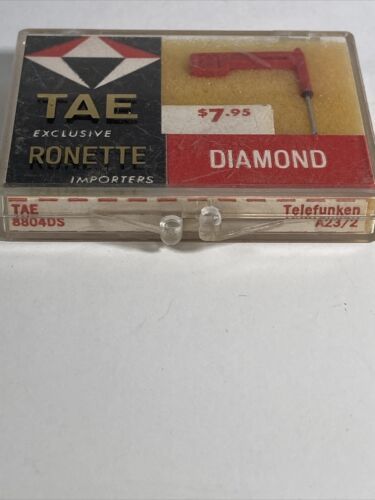 TAE
EXCLUSIVE
RONETTE
IMPORTERS
$7.95
DIAMOND
TAE
8804DS
Telefunken
A23/2